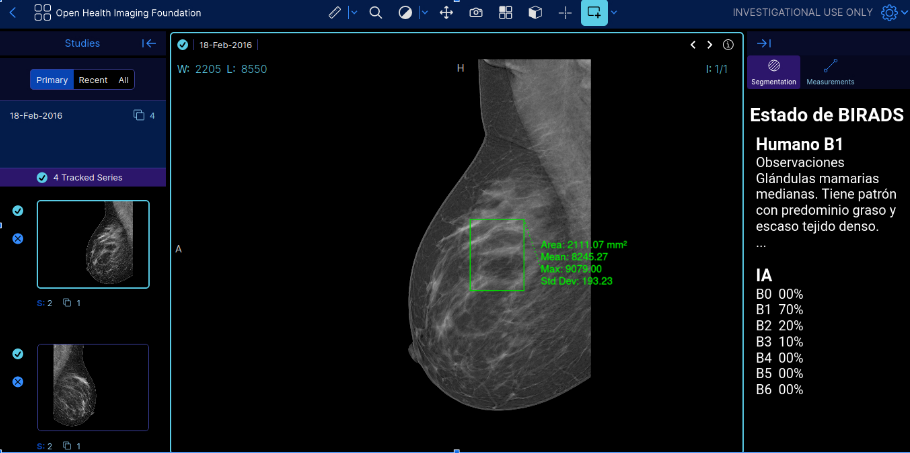 Open Health Imaging Foundation
INVESTIGATIONAL USE ONLY
Studies
Primary Recent All
18-Feb-2016 4
4 Tracked Series
S: 2 1
S: 2 1
18-Feb-2016
W: 2205 L: 8550
H
I: 1/1
A
Area: 2111.07 mm²
Mean: 8245.27
Max: 9079.00
Std Dev: 193.23
Segmentation Measurements
Estado de BIRADS
Humano B1
Observaciones
Glándulas mamarias
medianas. Tiene patrón
con predominio graso y
escaso tejido denso.
...
IA
B0 00%
B1 70%
B2 20%
B3 10%
B4 00%
B5 00%
B6 00%